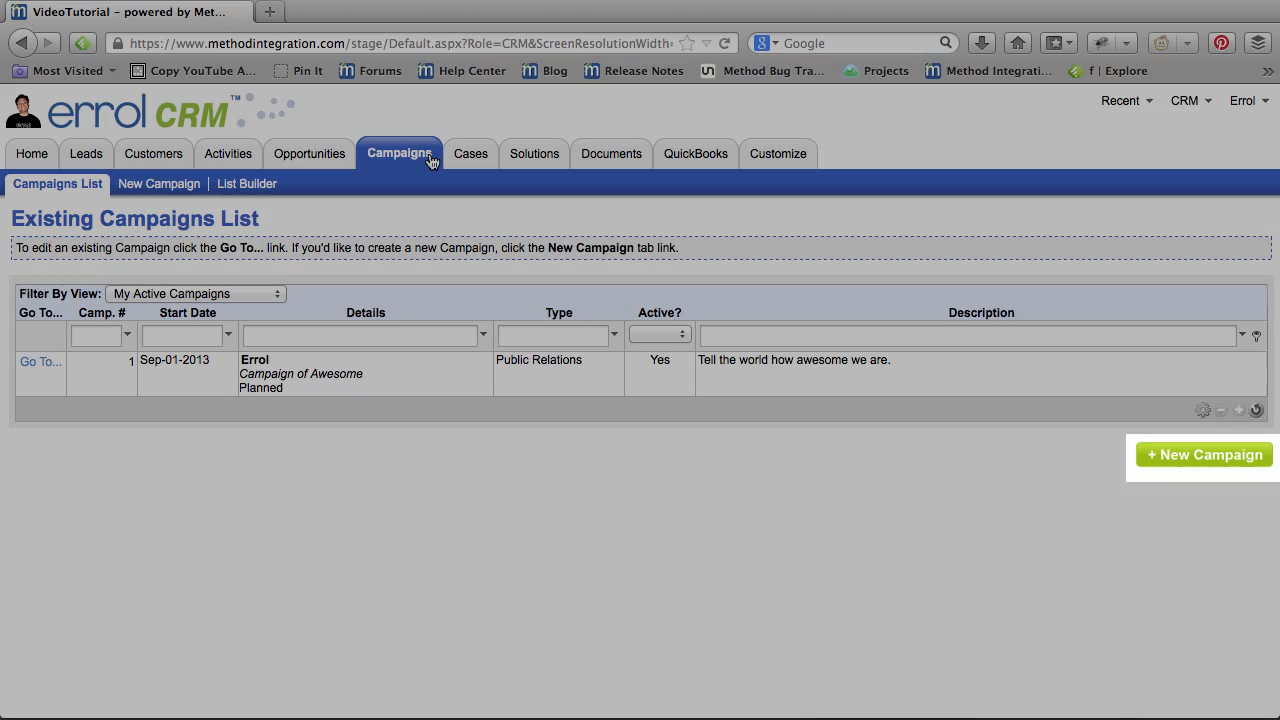 VideoTutorial – powered by Met...
https://www.methodintegration.com/stage/Default.aspx?Role=CRM&ScreenResolutionWidth=
Google
Most Visited
Copy YouTube A...
Pin It
Forums
Help Center
Blog
Release Notes
Method Bug Tra...
Projects
Method Integrati...
f | Explore
errol CRM™
Recent
CRM
Errol
Home
Leads
Customers
Activities
Opportunities
Campaigns
Cases
Solutions
Documents
QuickBooks
Customize
Campaigns List
New Campaign
List Builder
Existing Campaigns List
To edit an existing Campaign click the Go To... link. If you'd like to create a new Campaign, click the New Campaign tab link.
Filter By View: My Active Campaigns
Go To... Camp. # Start Date Details Type Active? Description
Go To... 1 Sep-01-2013 Errol Public Relations Yes Tell the world how awesome we are.
Campaign of Awesome
Planned
+ New Campaign